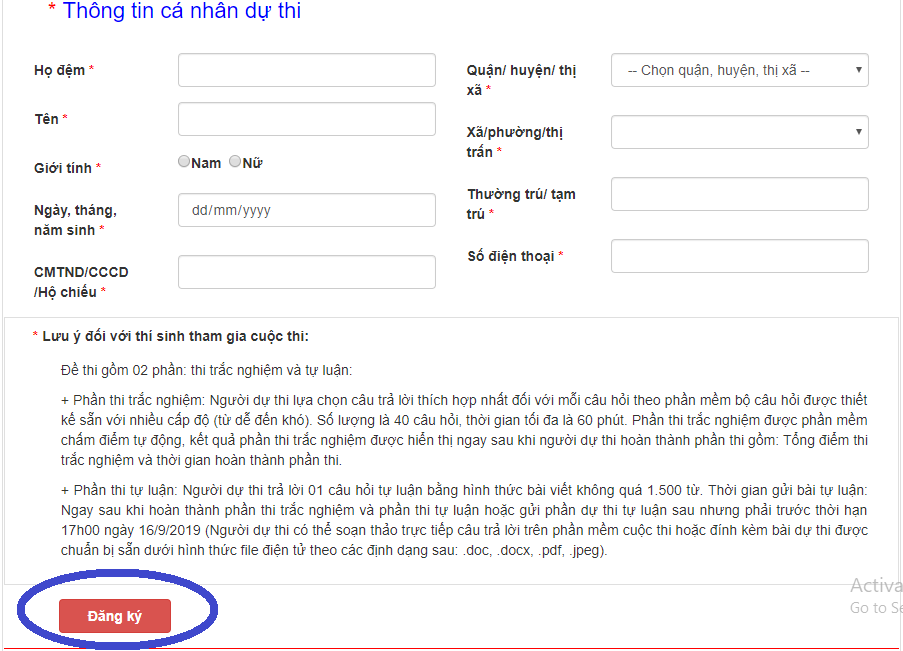 * Thông tin cá nhân dự thi
Họ đệm *
Tên *
Giới tính *
Nam Nữ
Ngày, tháng,
năm sinh *
dd/mm/yyyy
CMTND/CCCD
/Hộ chiếu *
Quận/ huyện/ thị
xã *
-- Chọn quận, huyện, thị xã --
Xã/phường/thị
trấn *
Thường trú/ tạm
trú *
Số điện thoại *
* Lưu ý đối với thí sinh tham gia cuộc thi:
Đề thi gồm 02 phần: thi trắc nghiệm và tự luận:
+ Phần thi trắc nghiệm: Người dự thi lựa chọn câu trả lời thích hợp nhất đối với mỗi câu hỏi theo phần mềm bộ câu hỏi được thiết
kế sẵn với nhiều cấp độ (từ dễ đến khó). Số lượng là 40 câu hỏi, thời gian tối đa là 60 phút. Phần thi trắc nghiệm được phần mềm
chấm điểm tự động, kết quả phần thi trắc nghiệm được hiển thị ngay sau khi người dự thi hoàn thành phần thi gồm: Tổng điểm thi
trắc nghiệm và thời gian hoàn thành phần thi.
+ Phần thi tự luận: Người dự thi trả lời 01 câu hỏi tự luận bằng hình thức bài viết không quá 1.500 từ. Thời gian gửi bài tự luận:
Ngay sau khi hoàn thành phần thi trắc nghiệm và phần thi tự luận hoặc gửi phần dự thi tự luận sau nhưng phải trước thời hạn
17h00 ngày 16/9/2019 (Người dự thi có thể soạn thảo trực tiếp câu trả lời trên phần mềm cuộc thi hoặc đính kèm bài dự thi được
chuẩn bị sẵn dưới hình thức file điện tử theo các định dạng sau: .doc, .docx, .pdf, .jpeg).
Đăng ký
Activa
Go to Se